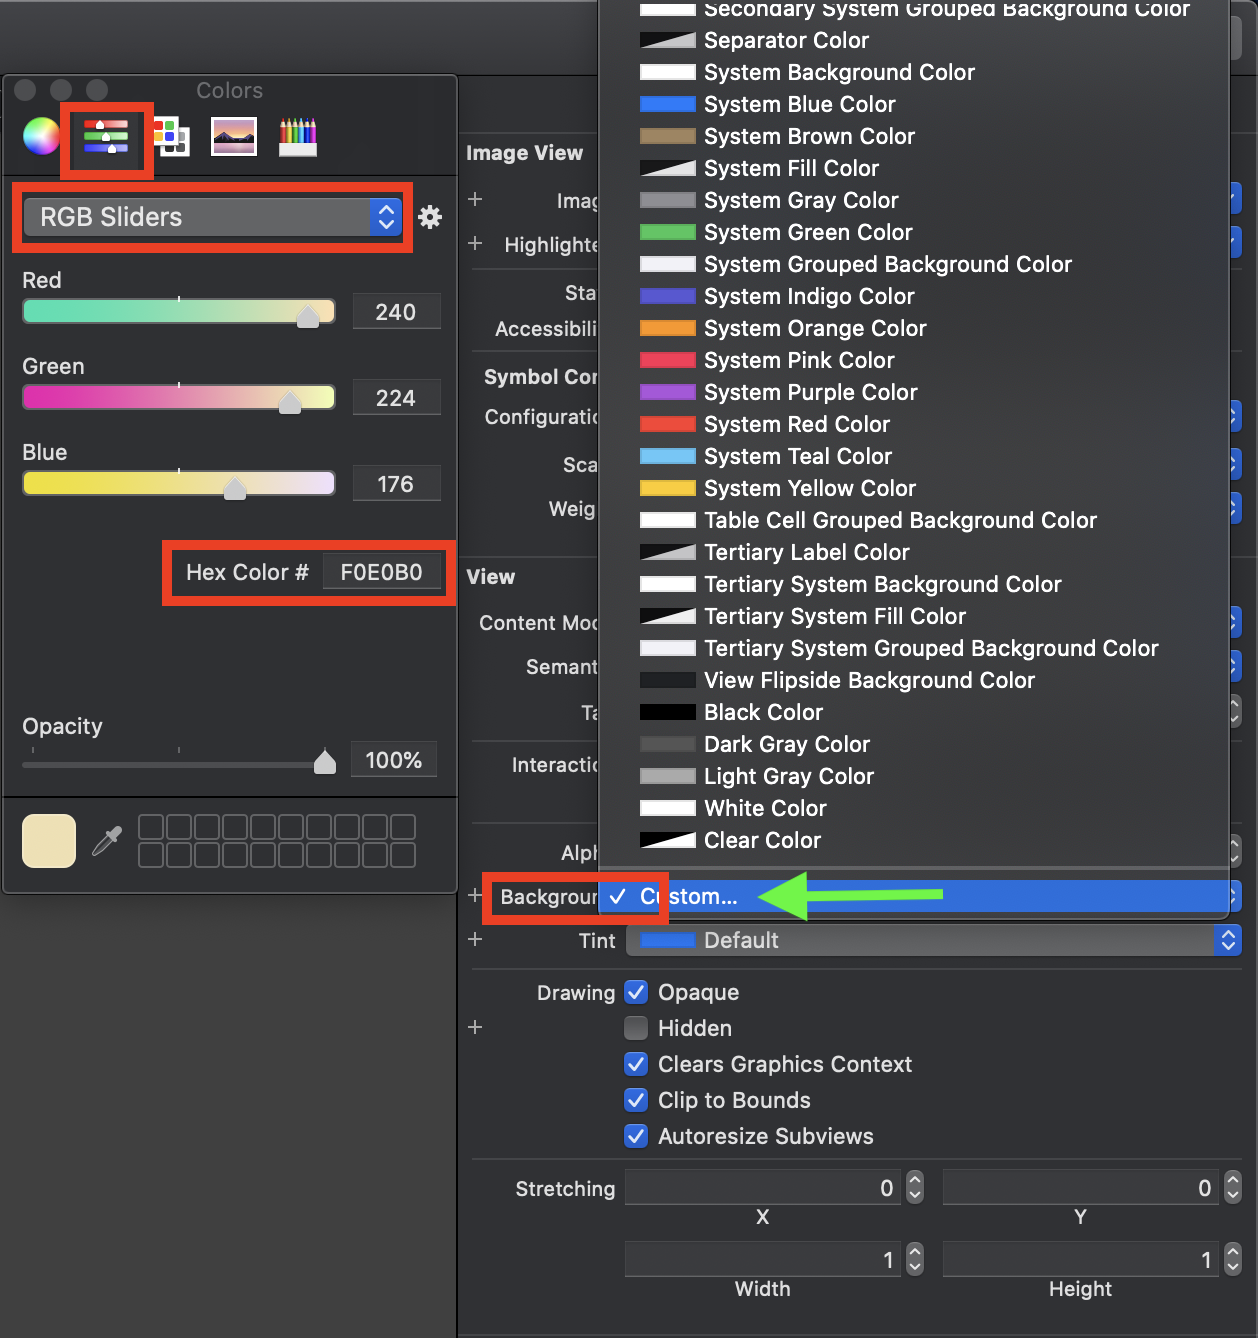 Colors
RGB Sliders
Red
240
Green
224
Blue
176
Hex Color #
F0E0B0
Opacity
100%
Image View
Imag
Highlighte
Sta
Accessibili
Symbol Con
Configuratic
Sca
Weig
View
Content Moc
Semant
Ta
Interactic
Alph
Backgroun
Secondary System Grouped Background Color
Separator Color
System Background Color
System Blue Color
System Brown Color
System Fill Color
System Gray Color
System Green Color
System Grouped Background Color
System Indigo Color
System Orange Color
System Pink Color
System Purple Color
System Red Color
System Teal Color
System Yellow Color
Table Cell Grouped Background Color
Tertiary Label Color
Tertiary System Background Color
Tertiary System Fill Color
Tertiary System Grouped Background Color
View Flipside Background Color
Black Color
Dark Gray Color
Light Gray Color
White Color
Clear Color
Custom...
Tint
Default
Drawing
Opaque
Hidden
Clears Graphics Context
Clip to Bounds
Autoresize Subviews
Stretching
0
0
X
Y
1
1
Width
Height